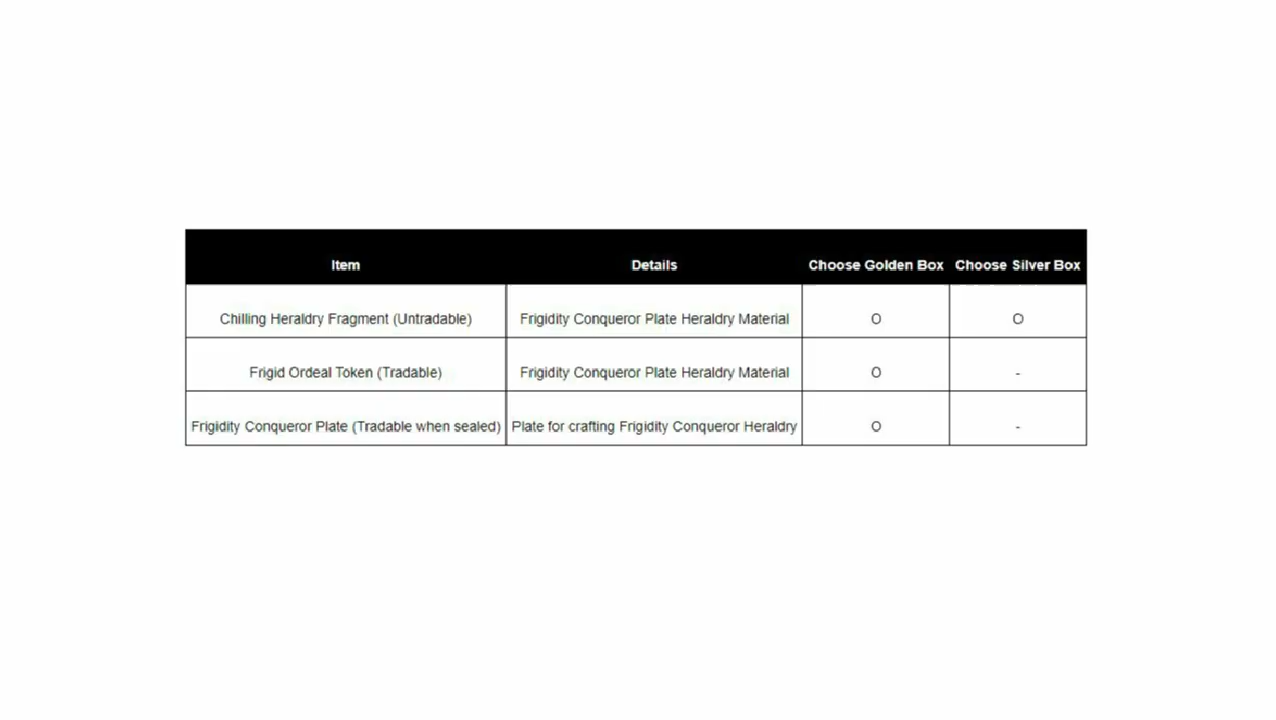 Item Details Choose Golden Box Choose Silver Box
Chilling Heraldry Fragment (Untradable) Frigidity Conqueror Plate Heraldry Material O O
Frigid Ordeal Token (Tradable) Frigidity Conqueror Plate Heraldry Material O -
Frigidity Conqueror Plate (Tradable when sealed) Plate for crafting Frigidity Conqueror Heraldry O -